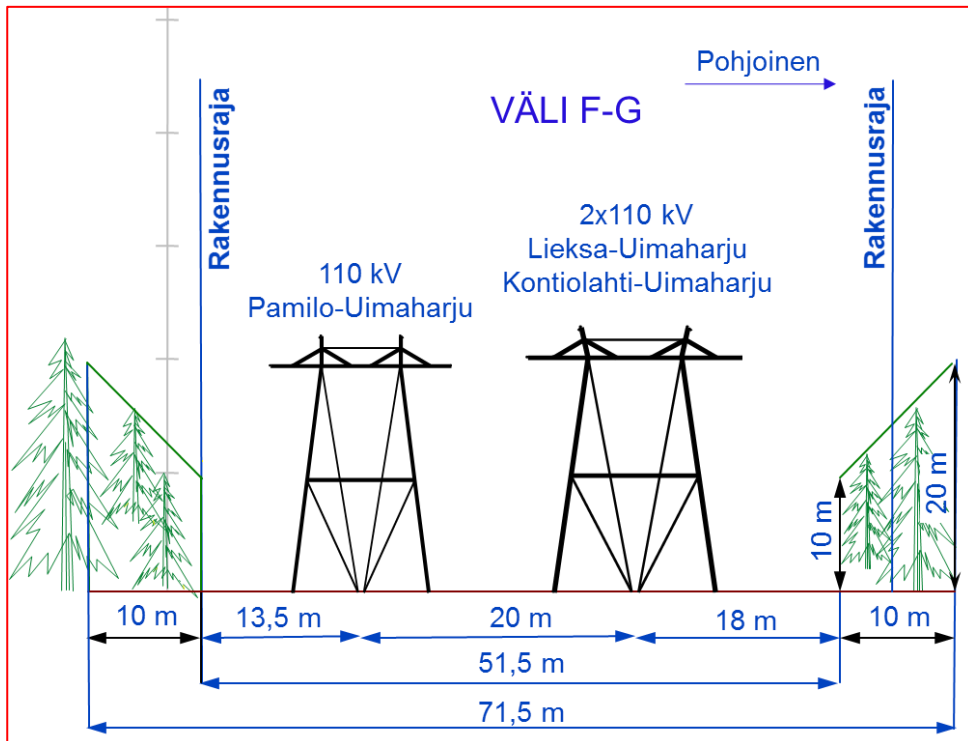 Pohjoinen
VÄLI F-G
Rakennusraja
Rakennusraja
2x110 kV
Lieksa-Uimaharju
Kontiolahti-Uimaharju
110 kV
Pamilo-Uimaharju
10 m
20 m
10 m
13,5 m
20 m
18 m
10 m
51,5 m
71,5 m